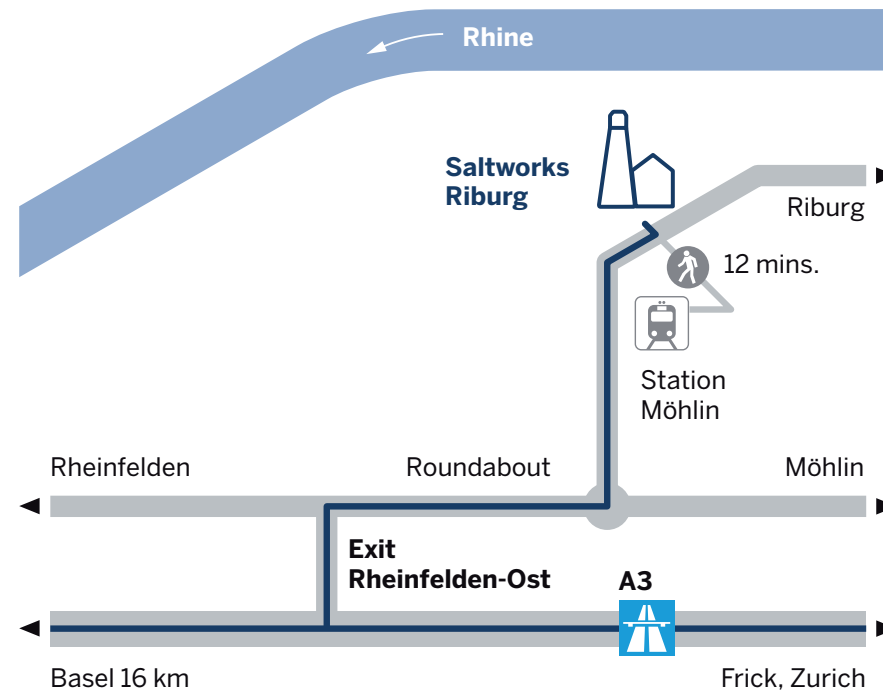 Rhine
Saltworks
Riburg
Riburg
12 mins.
Station
Möhlin
Rheinfelden
Roundabout
Möhlin
Exit
Rheinfelden-Ost
A3
Basel 16 km
Frick, Zurich